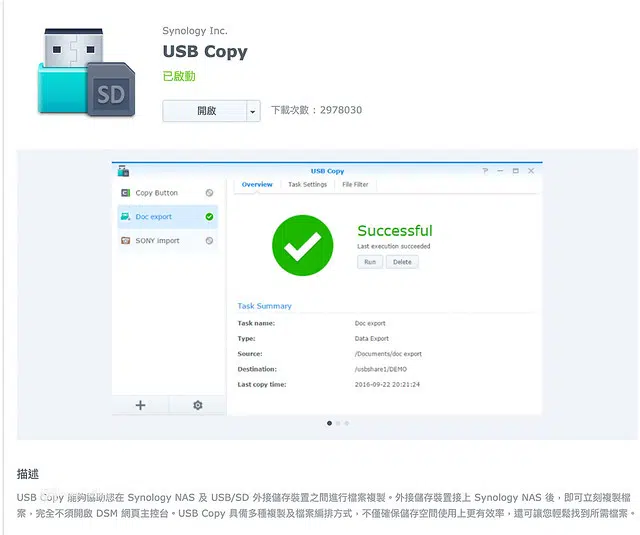 Synology Inc.
USB Copy
已啟動
開啟
下載次數：2978030
SD
USB Copy
Copy Button
Doc export
SONY import
Overview
Task Settings
File Filter
Successful
Last execution succeeded
Run
Delete
Task Summary
Task name: Doc export
Type: Data Export
Source: /Documents/doc export
Destination: /usbshare1/DEMO
Last copy time: 2016-09-22 20:21:24
描述
USB Copy 能夠協助您在 Synology NAS 及 USB/SD 外接儲存裝置之間進行檔案複製。外接儲存裝置接上 Synology NAS 後，即可立刻複製檔
案，完全不須開啟 DSM 網頁主控台。USB Copy 具備多種複製及檔案編排方式，不僅確保儲存空間使用上更有效率，還可讓您輕鬆找到所需檔案。